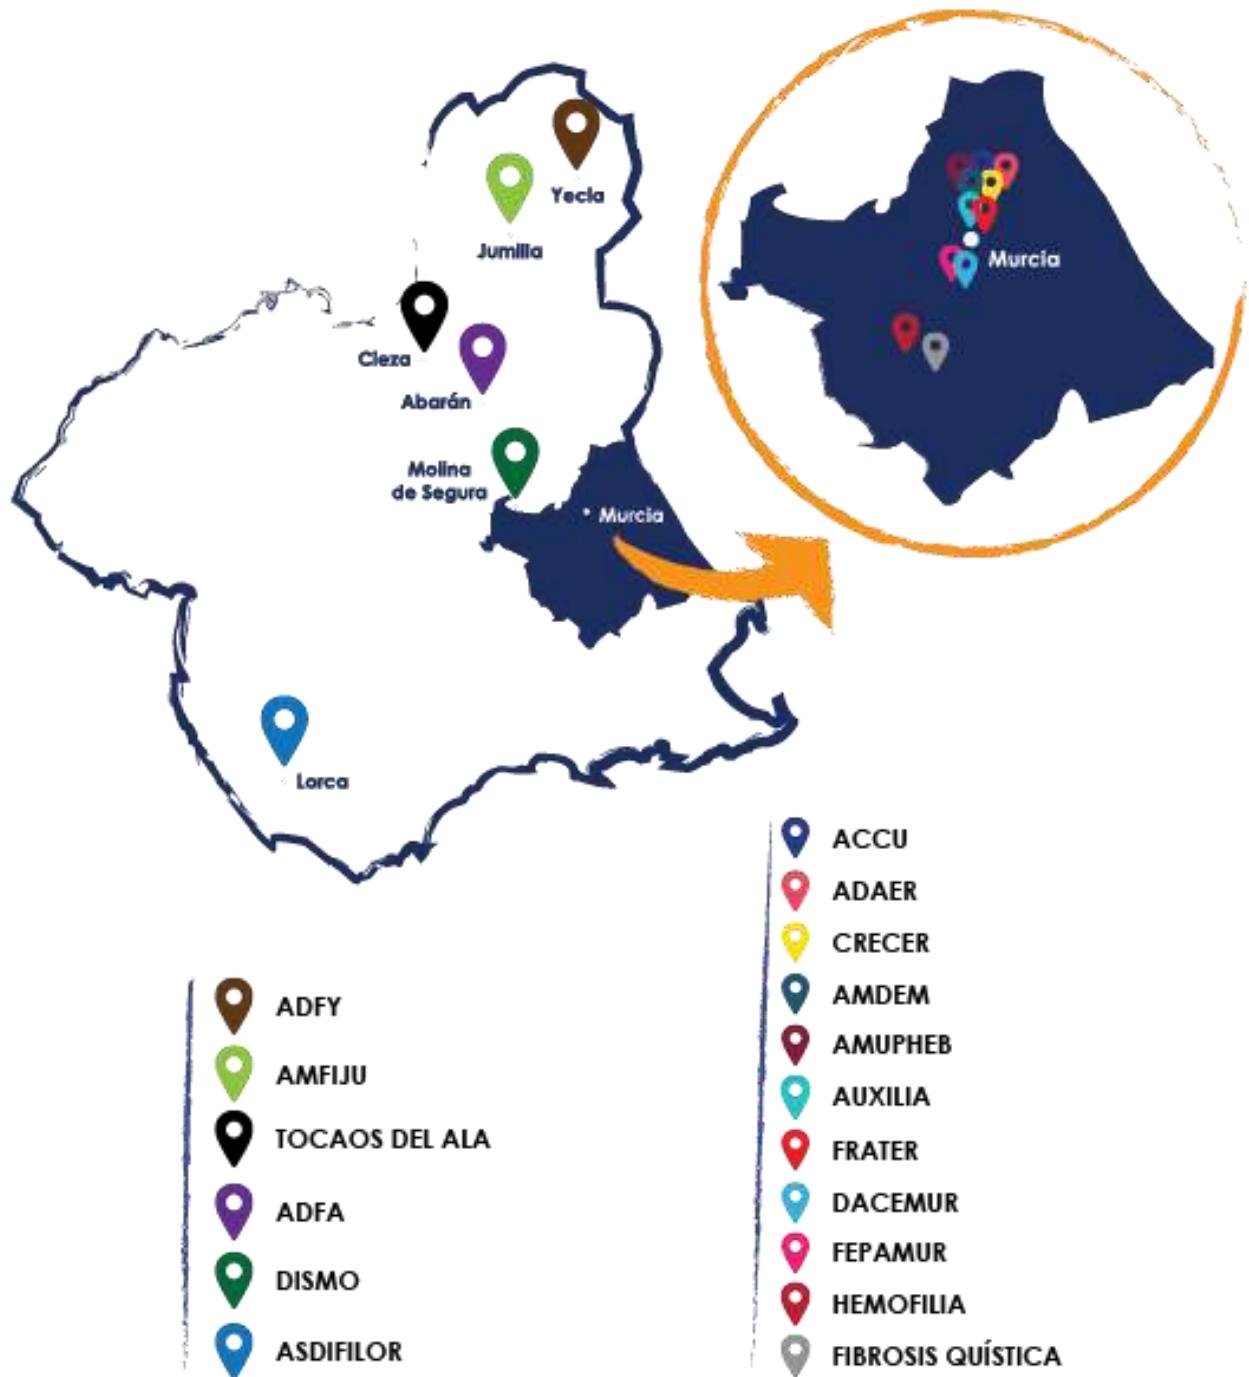 Yecla
Jumilla
Cieza
Abarán
Molina
de Segura
Murcia
Murcia
Lorca
ADFY
AMFIJU
TOCAOS DEL ALA
ADFA
DISMO
ASDIFILOR
ACCU
ADAER
CRECER
AMDEM
AMUPHEB
AUXILIA
FRATER
DACEMUR
FEPAMUR
HEMOFILIA
FIBROSIS QUÍSTICA